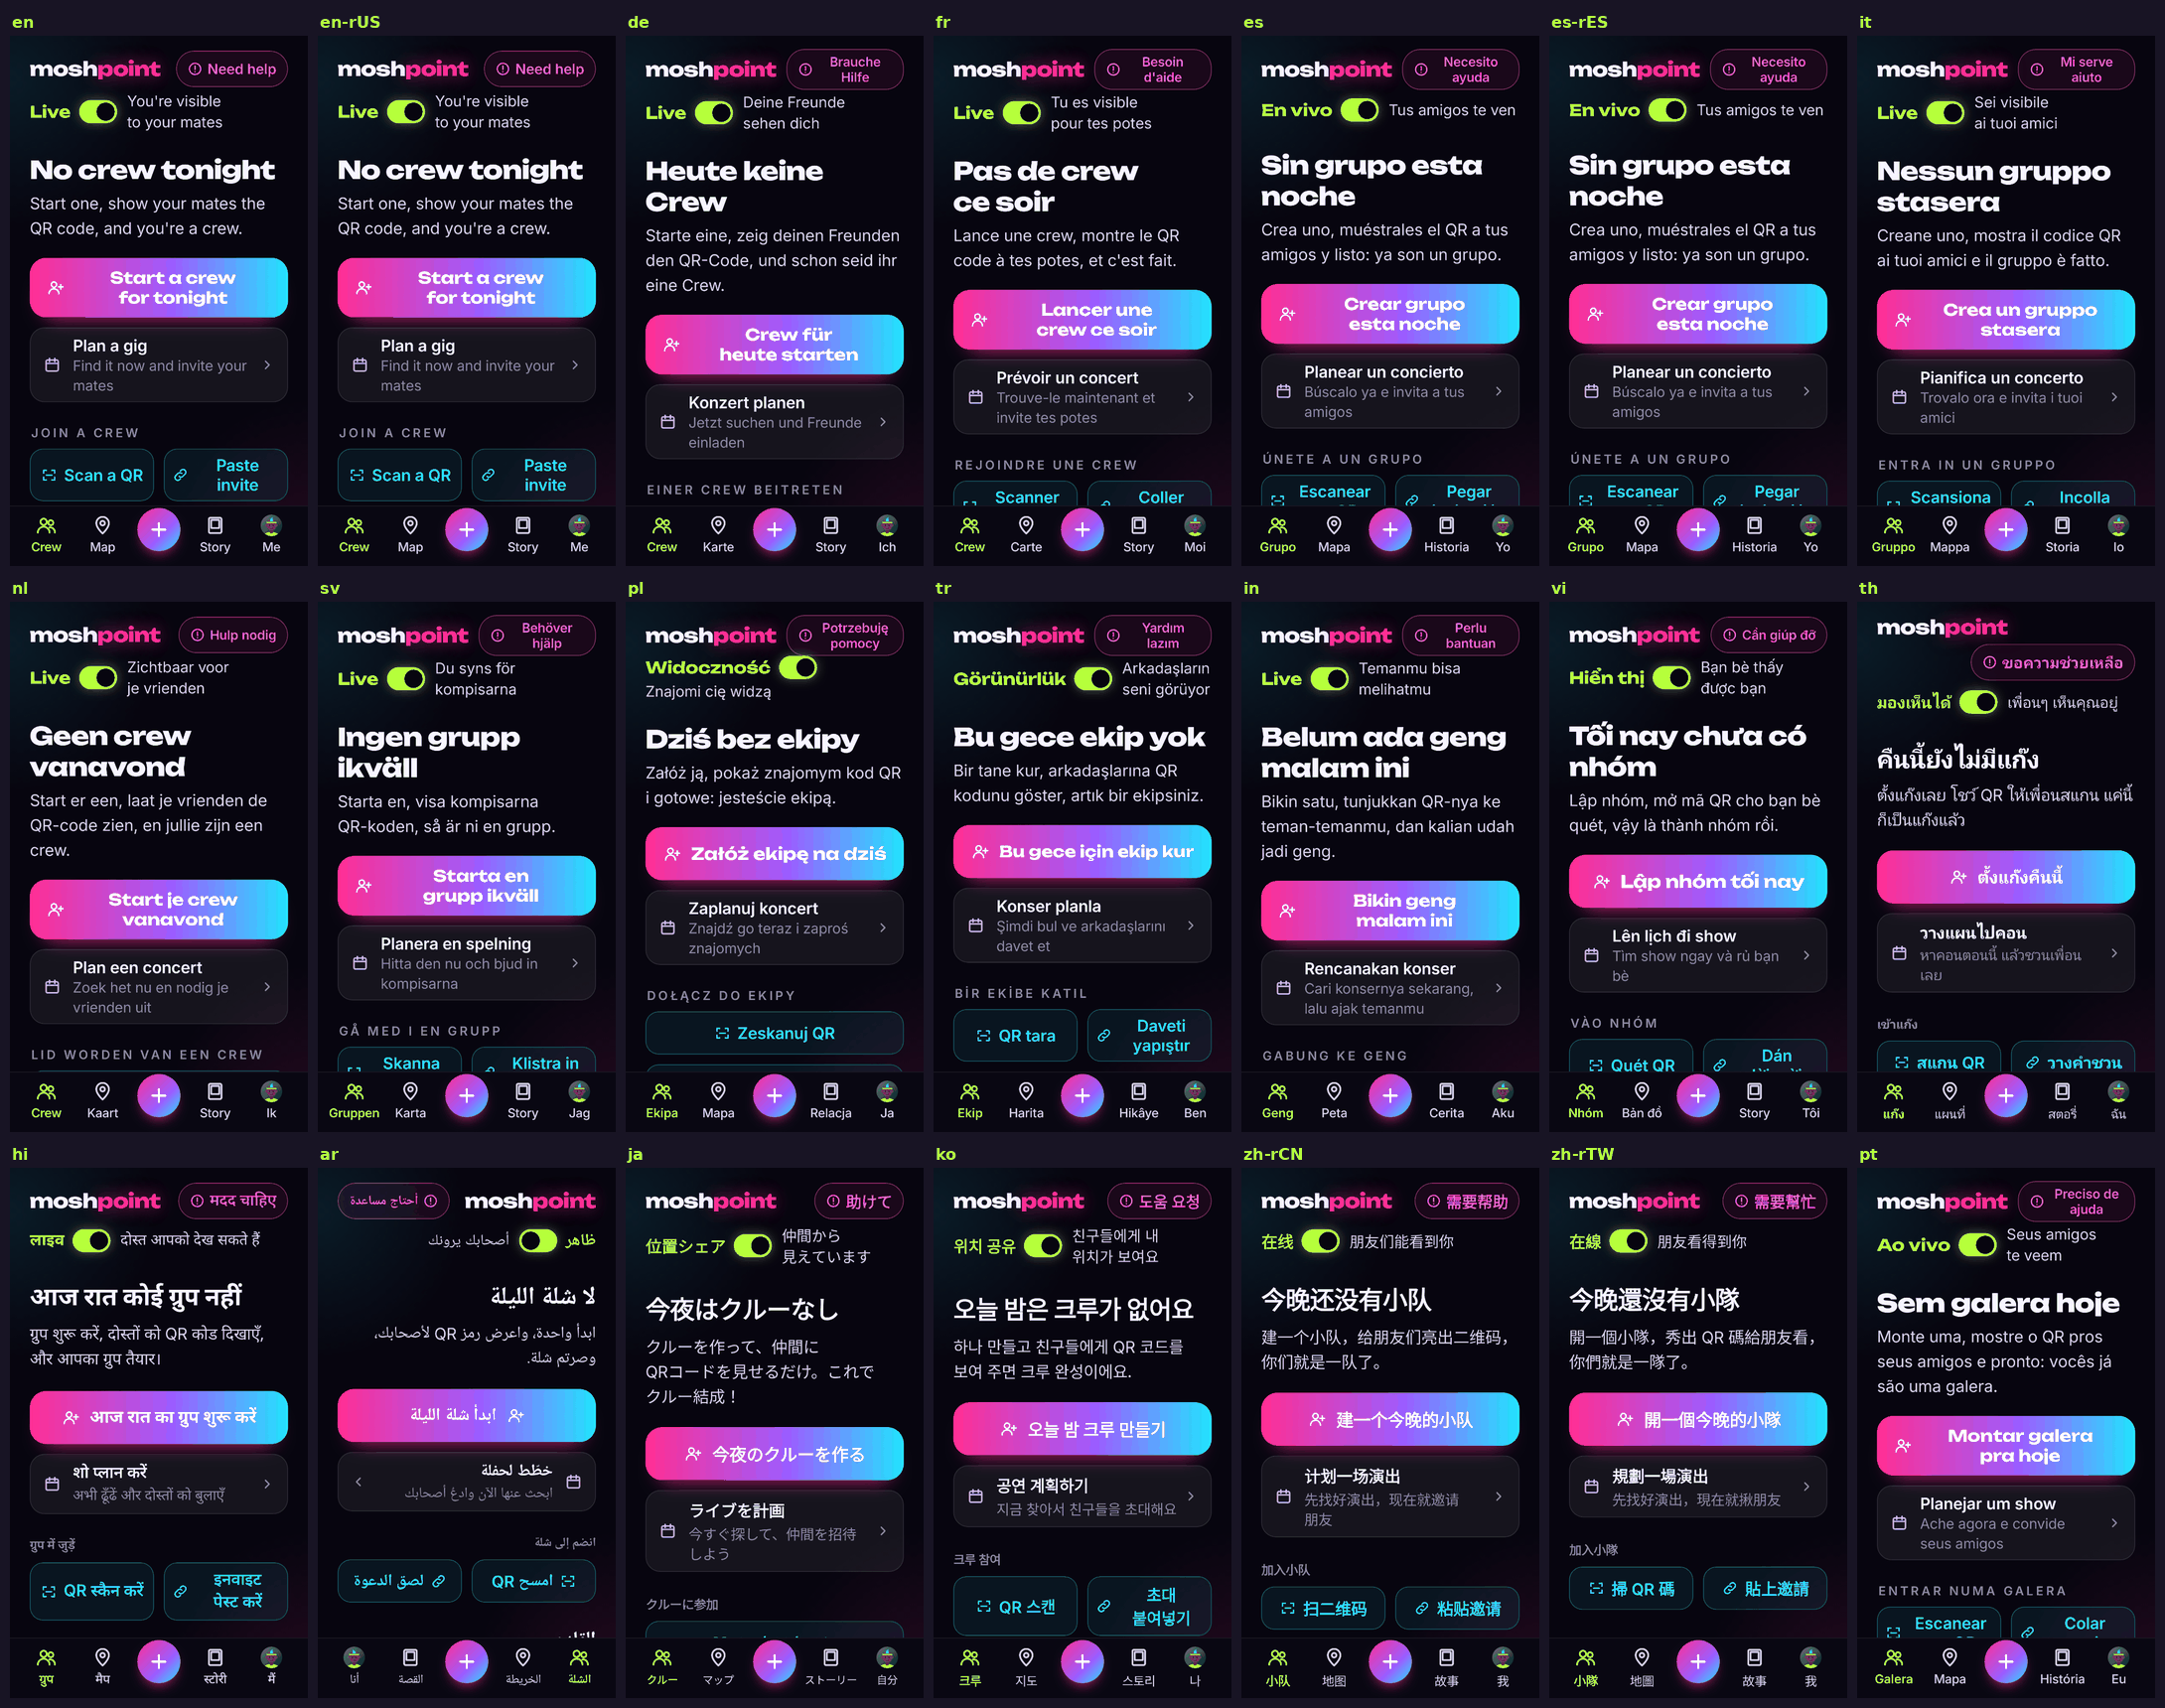 en
moshpoint
Need help
Live
You're visible
to your mates
No crew tonight
Start one, show your mates the
QR code, and you're a crew.
Start a crew
for tonight
Plan a gig
Find it now and invite your
mates
JOIN A CREW
Scan a QR
Paste
invite
Crew
Map
Story
Me
en-rUS
moshpoint
Need help
Live
You're visible
to your mates
No crew tonight
Start one, show your mates the
QR code, and you're a crew.
Start a crew
for tonight
Plan a gig
Find it now and invite your
mates
JOIN A CREW
Scan a QR
Paste
invite
Crew
Map
Story
Me
de
moshpoint
Brauche
Hilfe
Live
Deine Freunde
sehen dich
Heute keine
Crew
Starte eine, zeig deinen Freunden
den QR-Code, und schon seid ihr
eine Crew.
Crew für
heute starten
Konzert planen
Jetzt suchen und Freunde
einladen
EINER CREW BEITRETEN
Crew
Karte
Story
Ich
fr
moshpoint
Besoin
d'aide
Live
Tu es visible
pour tes potes
Pas de crew
ce soir
Lance une crew, montre le QR
code à tes potes, et c'est fait.
Lancer une
crew ce soir
Prévoir un concert
Trouve-le maintenant et
invite tes potes
REJOINDRE UNE CREW
Scanner
Coller
Crew
Carte
Story
Moi
es
moshpoint
Necesito
ayuda
En vivo
Tus amigos te ven
Sin grupo esta
noche
Crea uno, muéstrales el QR a tus
amigos y listo: ya son un grupo.
Crear grupo
esta noche
Planear un concierto
Búscalo ya e invita a tus
amigos
ÚNETE A UN GRUPO
Escanear
Pegar
Grupo
Mapa
Historia
Yo
es-rES
moshpoint
Necesito
ayuda
En vivo
Tus amigos te ven
Sin grupo esta
noche
Crea uno, muéstrales el QR a tus
amigos y listo: ya son un grupo.
Crear grupo
esta noche
Planear un concierto
Búscalo ya e invita a tus
amigos
ÚNETE A UN GRUPO
Escanear
Pegar
Grupo
Mapa
Historia
Yo
it
moshpoint
Mi serve
aiuto
Live
Sei visibile
ai tuoi amici
Nessun gruppo
stasera
Creane uno, mostra il codice QR
ai tuoi amici e il gruppo è fatto.
Crea un gruppo
stasera
Pianifica un concerto
Trovalo ora e invita i tuoi
amici
ENTRA IN UN GRUPPO
Scansiona
Incolla
Gruppo
Mappa
Storia
Io
nl
moshpoint
Hulp nodig
Live
Zichtbaar voor
je vrienden
Geen crew
vanavond
Start er een, laat je vrienden de
QR-code zien, en jullie zijn een
crew.
Start je crew
vanavond
Plan een concert
Zoek het nu en nodig je
vrienden uit
LID WORDEN VAN EEN CREW
Crew
Kaart
Story
Ik
sv
moshpoint
Behöver
hjälp
Live
Du syns för
kompisarna
Ingen grupp
ikväll
Starta en, visa kompisarna
QR-koden, så är ni en grupp.
Starta en
grupp ikväll
Planera en spelning
Hitta den nu och bjud in
kompisarna
GÅ MED I EN GRUPP
Skanna
Klistra in
Gruppen
Karta
Story
Jag
pl
moshpoint
Potrzebuję
pomocy
Widoczność
Znajomi cię widzą
Dziś bez ekipy
Załóż ją, pokaż znajomym kod QR
i gotowe: jesteście ekipą.
Załóż ekipę na dziś
Zaplanuj koncert
Znajdź go teraz i zaproś
znajomych
DOŁĄCZ DO EKIPY
Zeskanuj QR
Ekipa
Mapa
Relacja
Ja
tr
moshpoint
Yardım
lazım
Görünürlük
Arkadaşların
seni görüyor
Bu gece ekip yok
Bir tane kur, arkadaşlarına QR
kodunu göster, artık bir ekipsiniz.
Bu gece için ekip kur
Konser planla
Şimdi bul ve arkadaşlarını
davet et
BİR EKİBE KATIL
QR tara
Daveti
yapıştır
Ekip
Harita
Hikâye
Ben
in
moshpoint
Perlu
bantuan
Live
Temanmu bisa
melihatmu
Belum ada geng
malam ini
Bikin satu, tunjukkan QR-nya ke
teman-temanmu, dan kalian udah
jadi geng.
Bikin geng
malam ini
Rencanakan konser
Cari konsernya sekarang,
lalu ajak temanmu
GABUNG KE GENG
Geng
Peta
Cerita
Aku
vi
moshpoint
Cần giúp đỡ
Hiển thị
Bạn bè thấy
được bạn
Tối nay chưa có
nhóm
Lập nhóm, mở mã QR cho bạn bè
quét, vậy là thành nhóm rồi.
Lập nhóm tối nay
Lên lịch đi show
Tìm show ngay và rủ bạn
bè
VÀO NHÓM
Quét QR
Dán
Nhóm
Bản đồ
Story
Tôi
th
moshpoint
ขอความช่วยเหลือ
มองเห็นได้
เพื่อนๆ เห็นคุณอยู่
คืนนี้ยังไม่มีแก๊ง
ตั้งแก๊งเลย โชว์ QR ให้เพื่อนสแกน แค่นี้
ก็เป็นแก๊งแล้ว
ตั้งแก๊งคืนนี้
วางแผนไปคอน
หาคอนตอนนี้ แล้วชวนเพื่อน
เลย
เข้าแก๊ง
สแกน QR
วางคำชวน
แก๊ง
แผนที่
สตอรี่
ฉัน
hi
moshpoint
मदद चाहिए
लाइव
दोस्त आपको देख सकते हैं
आज रात कोई ग्रुप नहीं
ग्रुप शुरू करें, दोस्तों को QR कोड दिखाएँ,
और आपका ग्रुप तैयार।
आज रात का ग्रुप शुरू करें
शो प्लान करें
अभी ढूँढें और दोस्तों को बुलाएँ
ग्रुप में जुड़ें
QR स्कैन करें
इनवाइट
पेस्ट करें
ग्रुप
मैप
स्टोरी
मैं
ar
moshpoint
أحتاج مساعدة
ظاهر
أصحابك يرونك
لا شلة الليلة
ابدأ واحدة، واعرض رمز QR لأصحابك،
وصرتم شلة.
ابدأ شلة الليلة
خطّط لحفلة
ابحث عنها الآن وادعُ أصحابك
انضم إلى شلة
امسح QR
لصق الدعوة
الشلة
الخريطة
القصة
أنا
ja
moshpoint
助けて
位置シェア
仲間から
見えています
今夜はクルーなし
クルーを作って、仲間に
QRコードを見せるだけ。これで
クルー結成！
今夜のクルーを作る
ライブを計画
今すぐ探して、仲間を招待
しよう
クルーに参加
クルー
マップ
ストーリー
自分
ko
moshpoint
도움 요청
위치 공유
친구들에게 내
위치가 보여요
오늘 밤은 크루가 없어요
하나 만들고 친구들에게 QR 코드를
보여 주면 크루 완성이에요.
오늘 밤 크루 만들기
공연 계획하기
지금 찾아서 친구들을 초대해요
크루 참여
QR 스캔
초대
붙여넣기
크루
지도
스토리
나
zh-rCN
moshpoint
需要帮助
在线
朋友们能看到你
今晚还没有小队
建一个小队，给朋友们亮出二维码，
你们就是一队了。
建一个今晚的小队
计划一场演出
先找好演出，现在就邀请
朋友
加入小队
扫二维码
粘贴邀请
小队
地图
故事
我
zh-rTW
moshpoint
需要幫忙
在線
朋友看得到你
今晚還沒有小隊
開一個小隊，秀出 QR 碼給朋友看，
你們就是一隊了。
開一個今晚的小隊
規劃一場演出
先找好演出，現在就揪朋友
加入小隊
掃 QR 碼
貼上邀請
小隊
地圖
故事
我
pt
moshpoint
Preciso de
ajuda
Ao vivo
Seus amigos
te veem
Sem galera hoje
Monte uma, mostre o QR pros
seus amigos e pronto: vocês já
são uma galera.
Montar galera
pra hoje
Planejar um show
Ache agora e convide
seus amigos
ENTRAR NUMA GALERA
Escanear
Colar
Galera
Mapa
História
Eu